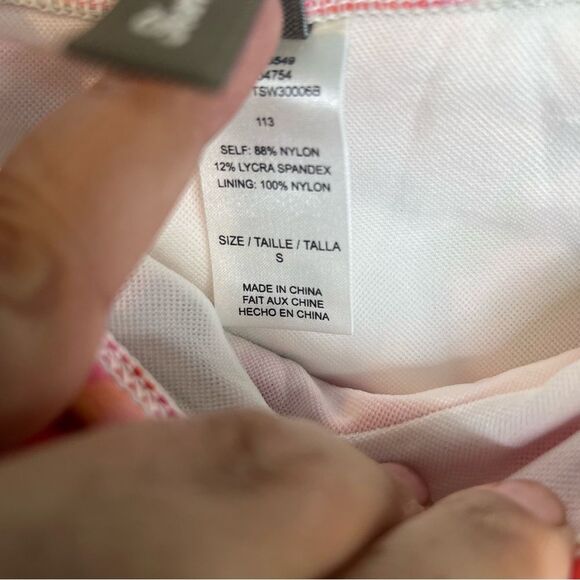 TSW30006B
113
SELF: 88% NYLON
12% LYCRA SPANDEX
LINING: 100% NYLON
SIZE / TAILLE / TALLA
S
MADE IN CHINA
FAIT AUX CHINE
HECHO EN CHINA